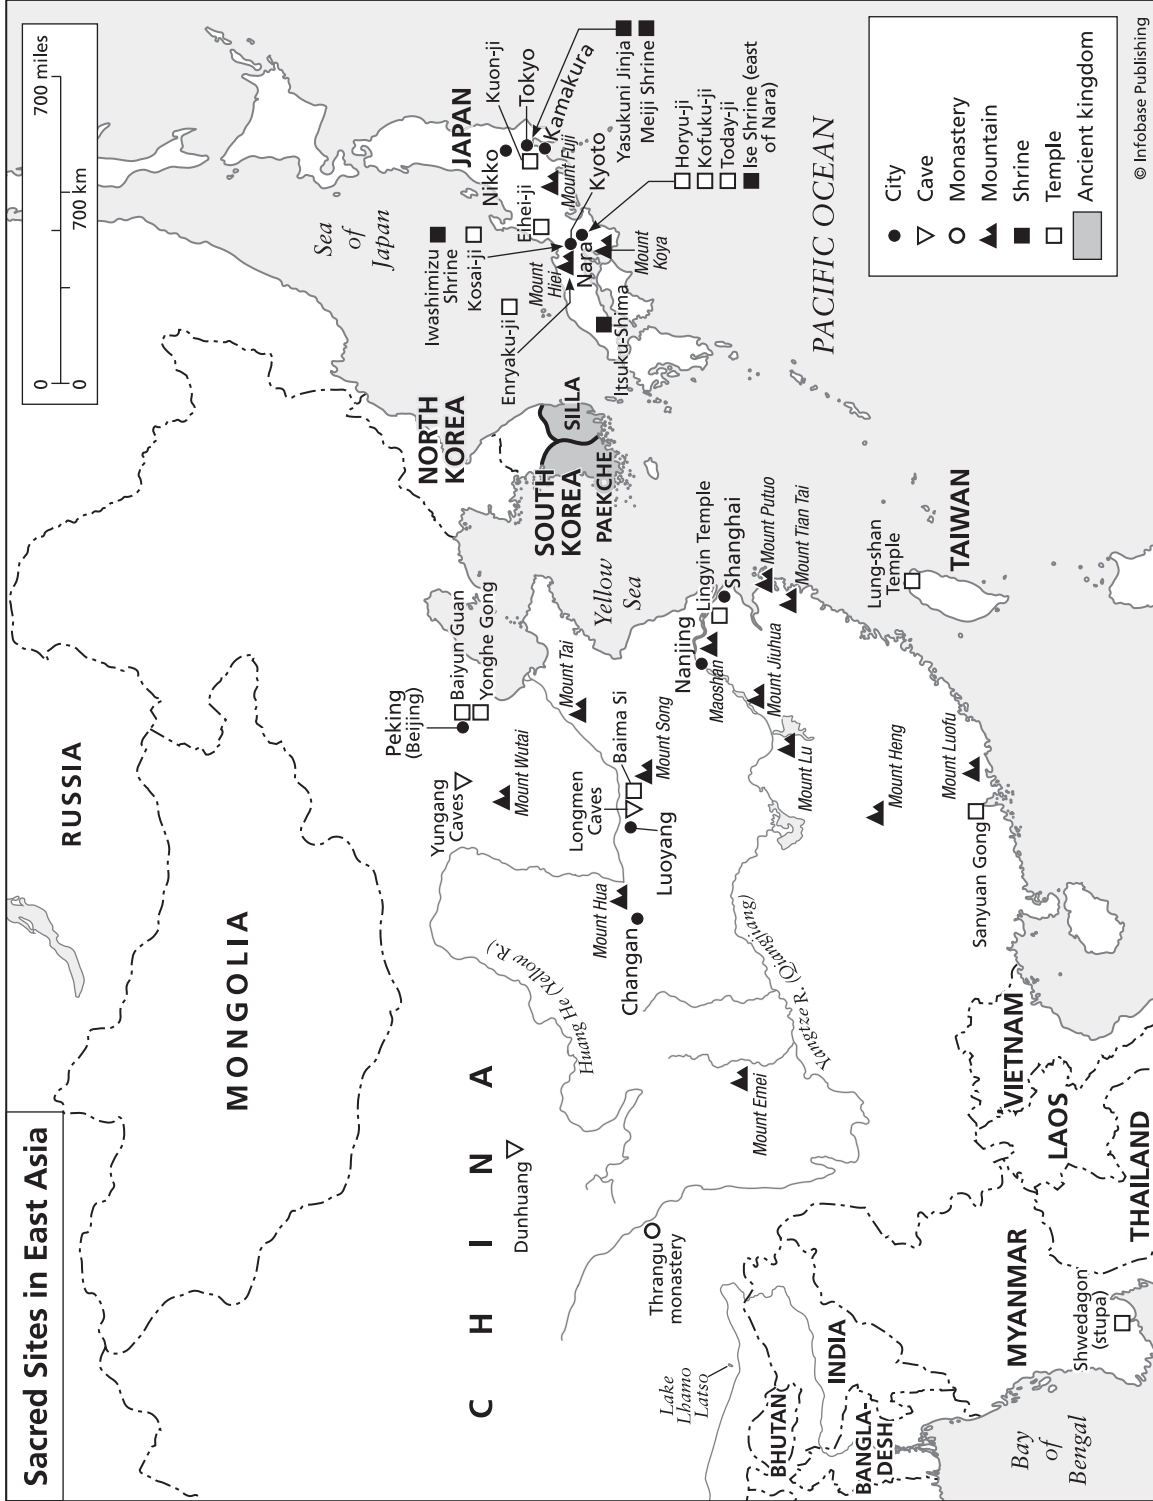 Sacred Sites in East Asia
RUSSIA
MONGOLIA
C H I N A
Dunhuang
Thrangu
monastery
Lake
Lhamo
Latso
BHUTAN
INDIA
BANGLA-
DESH
Bay
of
Bengal
MYANMAR
Shwedagon
(stupa)
THAILAND
LAOS
VIETNAM
Huang He (Yellow R.)
Yangtze R. (Qiangjiang)
Mount Emei
Changan
Mount Hua
Luoyang
Longmen
Caves
Baima Si
Mount Song
Yungang
Caves
Mount Wutai
Peking
(Beijing)
Baiyun Guan
Yonghe Gong
Mount Tai
Nanjing
Maoshan
Lingyin Temple
Shanghai
Mount Putuo
Mount Tian Tai
Mount Jiuhua
Mount Lu
Mount Heng
Mount Luofu
Sanyuan Gong
Lung-shan
Temple
TAIWAN
Yellow
Sea
NORTH
KOREA
SOUTH
KOREA
PAEKCHE
SILLA
Sea
of
Japan
JAPAN
Iwashimizu
Shrine
Kosai-ji
Enryaku-ji
Mount
Hiei
Eihei-ji
Nikko
Kuon-ji
Tokyo
Kamakura
Mount Fuji
Kyoto
Nara
Mount
Koya
Itsuku-Shima
Yasukuni Jinja
Meiji Shrine
Horyu-ji
Kofuku-ji
Today-ji
Ise Shrine (east
of Nara)
PACIFIC OCEAN
0 700 miles
0 700 km
City
Cave
Monastery
Mountain
Shrine
Temple
Ancient kingdom
© Infobase Publishing